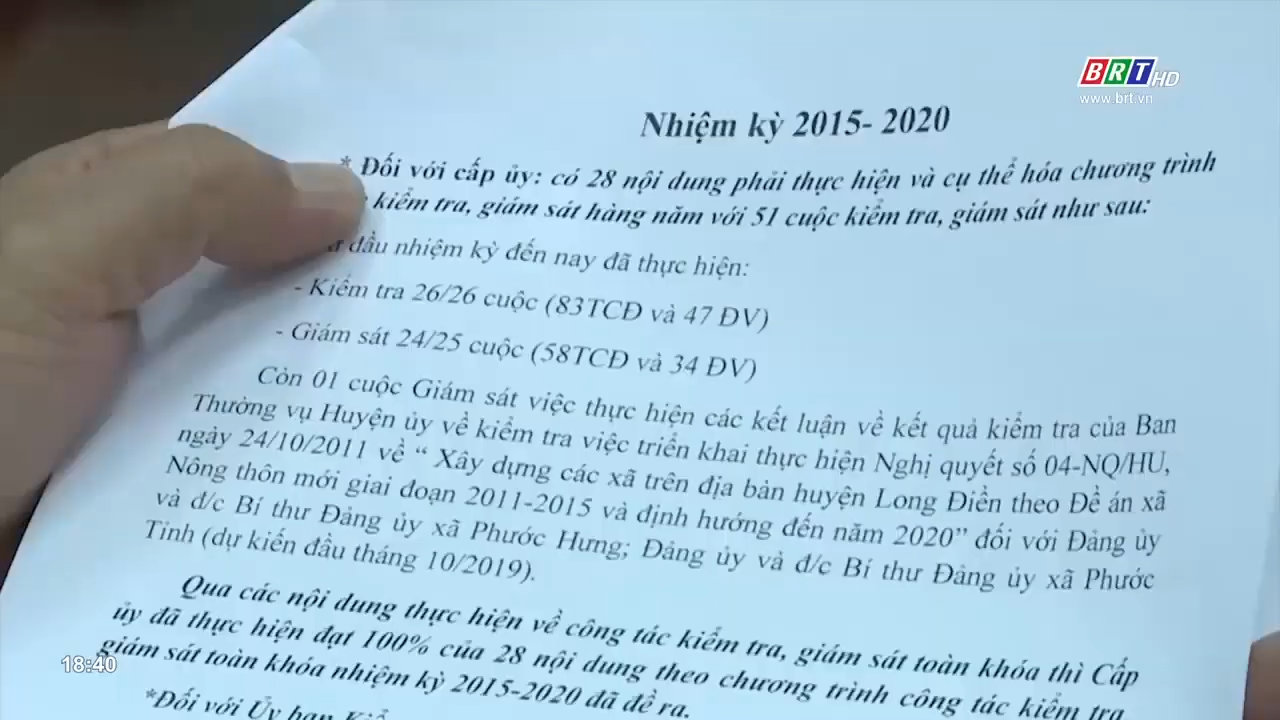 BRT HD
www.brt.vn
Nhiệm kỳ 2015- 2020
* Đối với cấp ủy: có 28 nội dung phải thực hiện và cụ thể hóa chương trình
kiểm tra, giám sát hàng năm với 51 cuộc kiểm tra, giám sát như sau:
đầu nhiệm kỳ đến nay đã thực hiện:
- Kiểm tra 26/26 cuộc (83TCĐ và 47 ĐV)
- Giám sát 24/25 cuộc (58TCĐ và 34 ĐV)
Còn 01 cuộc Giám sát việc thực hiện các kết luận về kết quả kiểm tra của Ban
Thường vụ Huyện ủy về kiểm tra việc triển khai thực hiện Nghị quyết số 04-NQ/HU,
ngày 24/10/2011 về “ Xây dựng các xã trên địa bàn huyện Long Điền theo Đề án xã
Nông thôn mới giai đoạn 2011-2015 và định hướng đến năm 2020” đối với Đảng ủy
và đ/c Bí thư Đảng ủy xã Phước Hưng; Đảng ủy và đ/c Bí thư Đảng ủy xã Phước
Tỉnh (dự kiến đầu tháng 10/2019).
Qua các nội dung thực hiện về công tác kiểm tra, giám sát toàn khóa thì Cấp
ủy đã thực hiện đạt 100% của 28 nội dung theo chương trình công tác kiểm tra
giám sát toàn khóa nhiệm kỳ 2015-2020 đã đề ra.
*Đối với Ủy ban
18:40